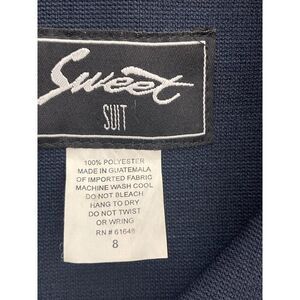 Sweet
SUIT
100% POLYESTER
MADE IN GUATEMALA
OF IMPORTED FABRIC
MACHINE WASH COOL
DO NOT BLEACH
HANG TO DRY
DO NOT TWIST
OR WRING
RN # 61648
8